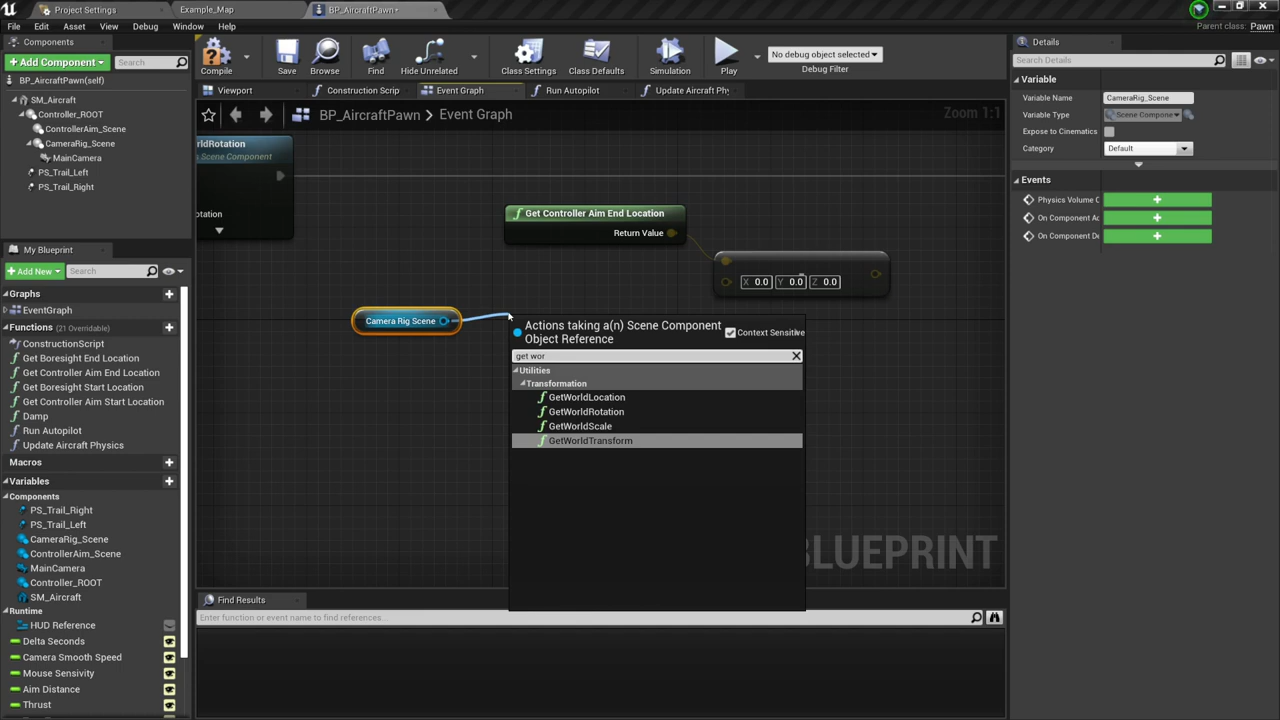 Project Settings
Example_Map
BP_AircraftPawn*
File Edit Asset View Debug Window Help
Parent class: Pawn
Components
Add Component
Search
BP_AircraftPawn(self)
SM_Aircraft
Controller_ROOT
ControllerAim_Scene
CameraRig_Scene
MainCamera
PS_Trail_Left
PS_Trail_Right
My Blueprint
Add New
Search
Graphs
EventGraph
Functions (21 Overridable)
ConstructionScript
Get Boresight End Location
Get Controller Aim End Location
Get Boresight Start Location
Get Controller Aim Start Location
Damp
Run Autopilot
Update Aircraft Physics
Macros
Variables
Components
PS_Trail_Right
PS_Trail_Left
CameraRig_Scene
ControllerAim_Scene
MainCamera
Controller_ROOT
SM_Aircraft
Runtime
HUD Reference
Delta Seconds
Camera Smooth Speed
Mouse Sensivity
Aim Distance
Thrust
Compile
Save
Browse
Find
Hide Unrelated
Class Settings
Class Defaults
Simulation
Play
No debug object selected
Debug Filter
Viewport
Construction Scrip
Event Graph
Run Autopilot
Update Aircraft Phy
BP_AircraftPawn > Event Graph
Zoom 1:1
rldRotation
s Scene Component
otation
Get Controller Aim End Location
Return Value
X 0.0 Y 0.0 Z 0.0
Camera Rig Scene
Actions taking a(n) Scene Component
Object Reference
Context Sensitive
get wor
Utilities
Transformation
GetWorldLocation
GetWorldRotation
GetWorldScale
GetWorldTransform
BLUEPRINT
Find Results
Enter function or event name to find references...
Details
Search Details
Variable
Variable Name CameraRig_Scene
Variable Type Scene Compone
Expose to Cinematics
Category Default
Events
Physics Volume C
On Component Ac
On Component De